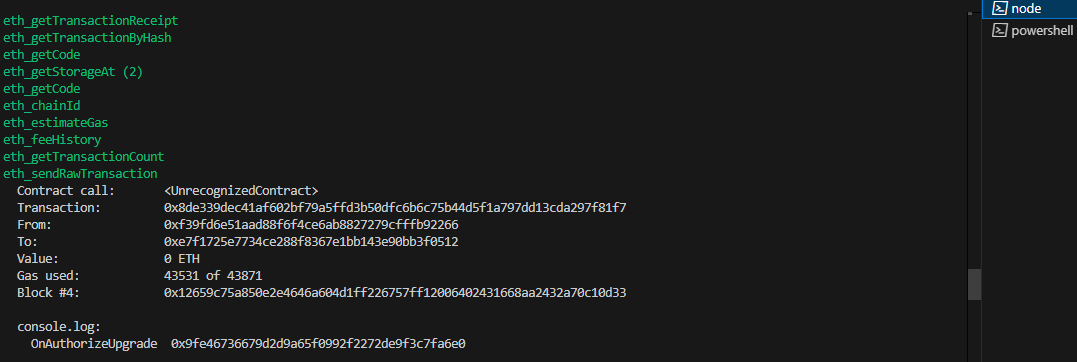 eth_getTransactionReceipt
eth_getTransactionByHash
eth_getCode
eth_getStorageAt (2)
eth_getCode
eth_chainId
eth_estimateGas
eth_feeHistory
eth_getTransactionCount
eth_sendRawTransaction
Contract call: <UnrecognizedContract>
Transaction: 0x8de339dec41af602bf79a5ffd3b50dfc6b6c75b44d5f1a797dd13cda297f81f7
From: 0xf39fd6e51aad88f6f4ce6ab8827279cfffb92266
To: 0xe7f1725e7734ce288f8367e1bb143e90bb3f0512
Value: 0 ETH
Gas used: 43531 of 43871
Block #4: 0x12659c75a850e2e4646a604d1ff226757ff12006402431668aa2432a70c10d33
console.log:
OnAuthorizeUpgrade 0x9fe46736679d2d9a65f0992f2272de9f3c7fa6e0
node
powershell